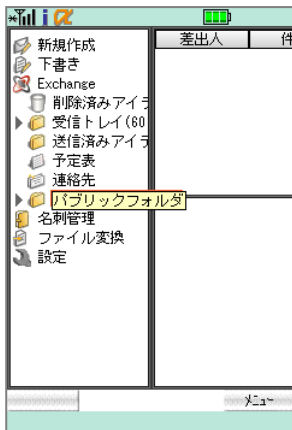 i α
新規作成
差出人
件
下書き
Exchange
削除済みアイテ
受信トレイ(60
送信済みアイテ
予定表
連絡先
パブリックフォルダ
名刺管理
ファイル変換
設定
メニュー